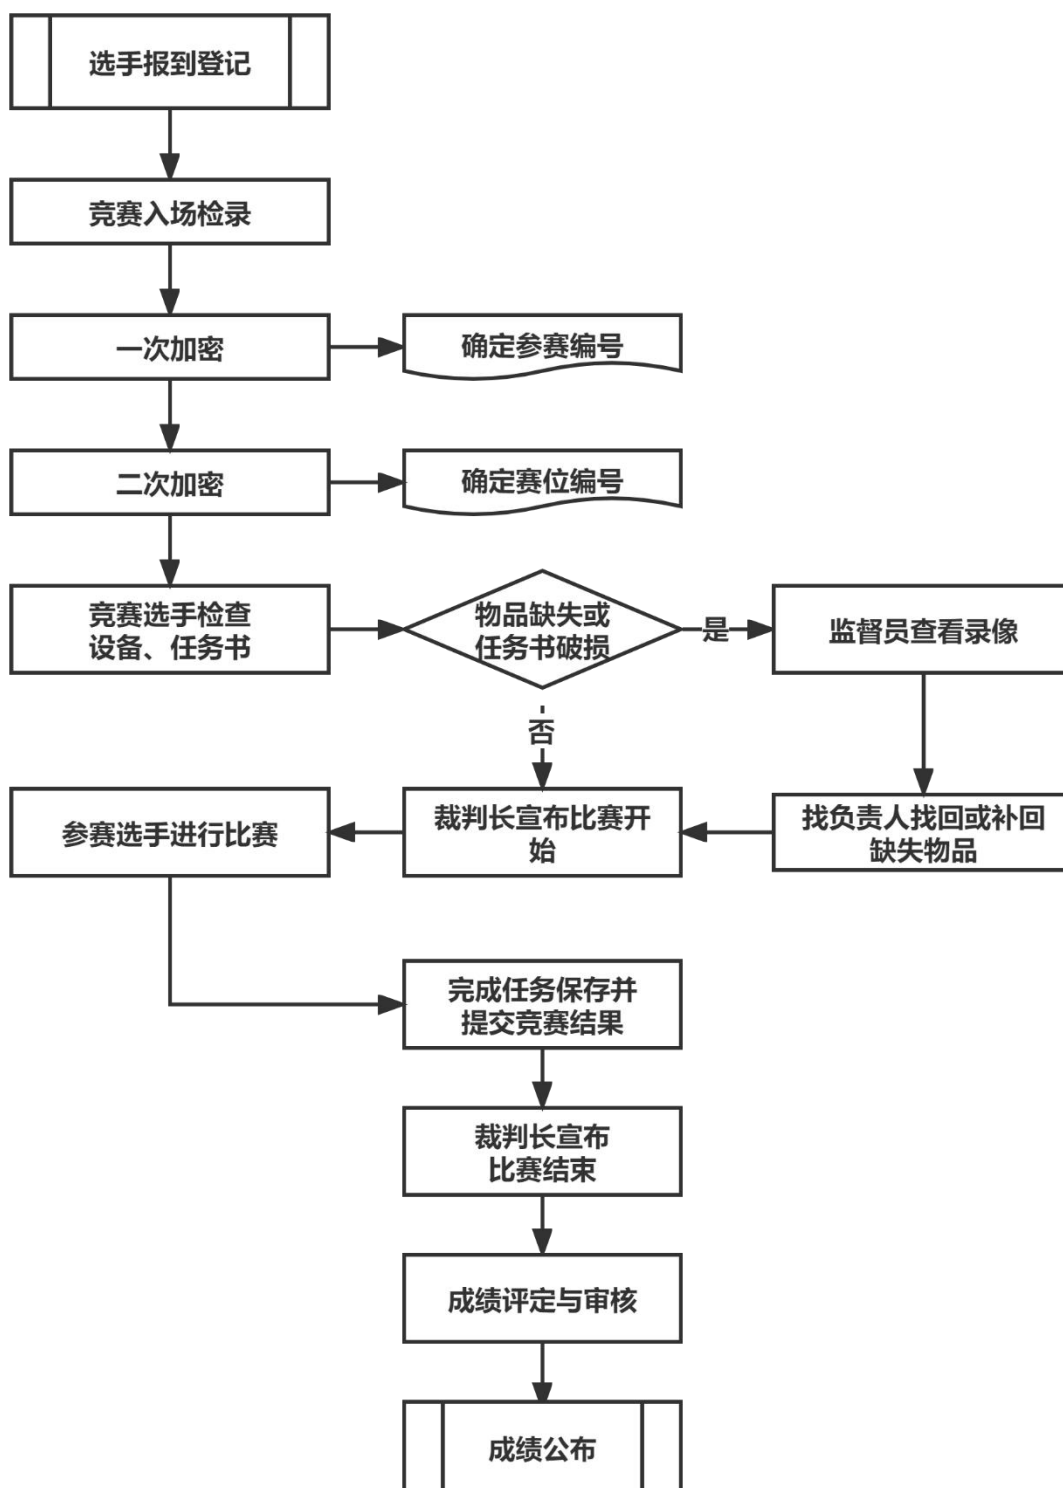 选手报到登记
竞赛入场检录
一次加密
确定参赛编号
二次加密
确定赛位编号
竞赛选手检查
设备、任务书
物品缺失或
任务书破损
是
监督员查看录像
否
参赛选手进行比赛
裁判长宣布比赛开
始
找负责人找回或补回
缺失物品
完成任务保存并
提交竞赛结果
裁判长宣布
比赛结束
成绩评定与审核
成绩公布